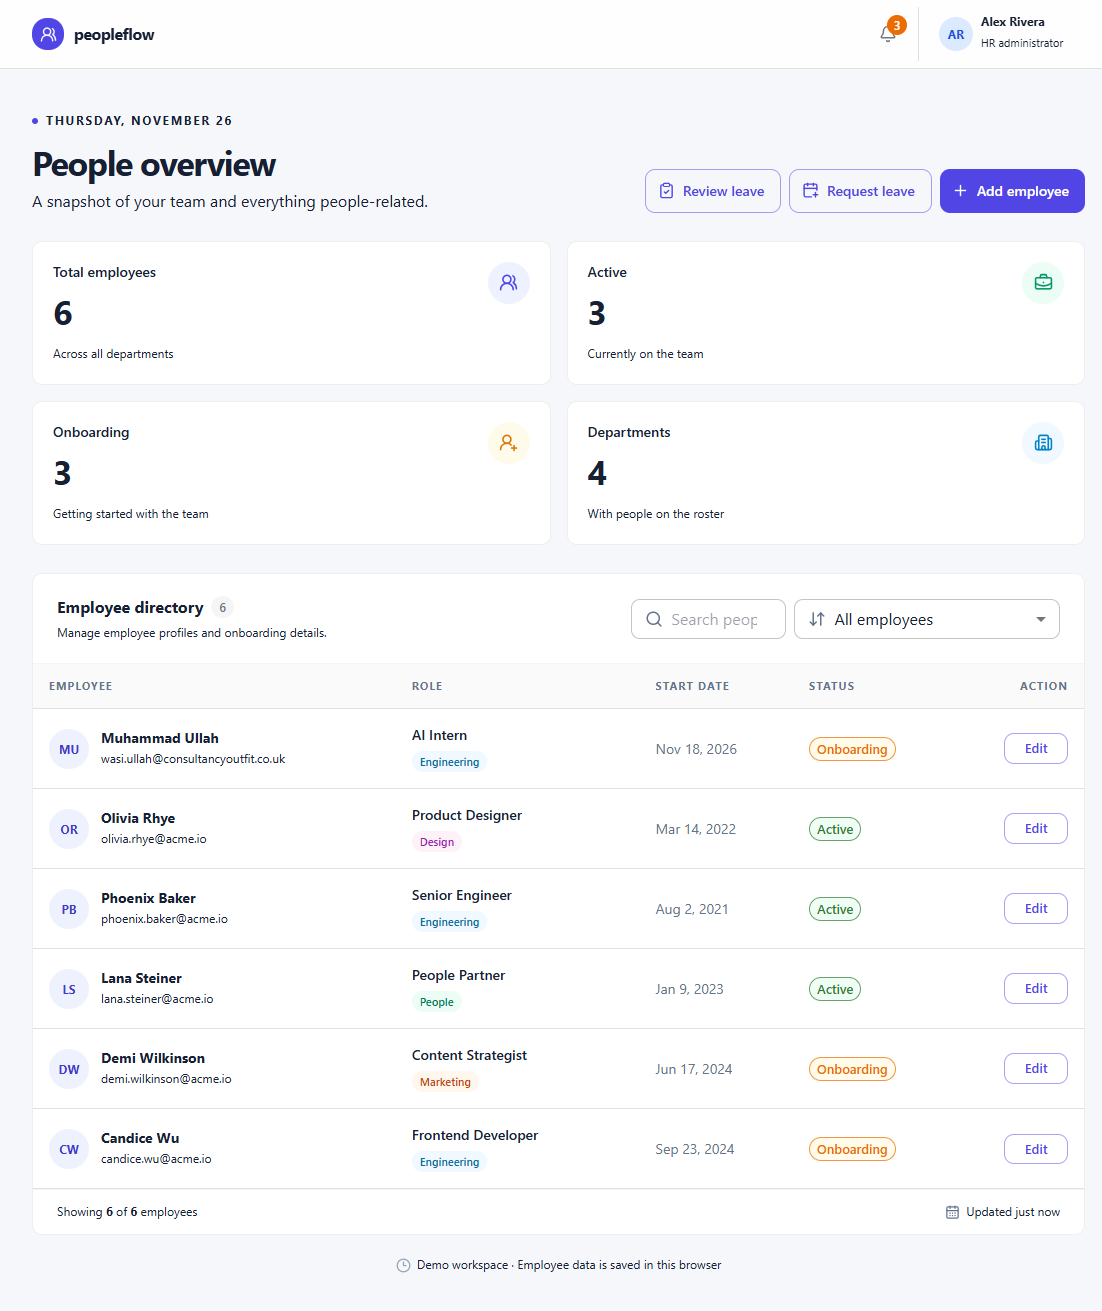 peopleflow
3
AR
Alex Rivera
HR administrator
THURSDAY, NOVEMBER 26
People overview
A snapshot of your team and everything people-related.
Review leave
Request leave
Add employee
Total employees
6
Across all departments
Active
3
Currently on the team
Onboarding
3
Getting started with the team
Departments
4
With people on the roster
Employee directory 6
Manage employee profiles and onboarding details.
Search peop
All employees
EMPLOYEE ROLE START DATE STATUS ACTION
MU
Muhammad Ullah
wasi.ullah@consultancyoutfit.co.uk
AI Intern
Engineering
Nov 18, 2026
Onboarding
Edit
OR
Olivia Rhye
olivia.rhye@acme.io
Product Designer
Design
Mar 14, 2022
Active
Edit
PB
Phoenix Baker
phoenix.baker@acme.io
Senior Engineer
Engineering
Aug 2, 2021
Active
Edit
LS
Lana Steiner
lana.steiner@acme.io
People Partner
People
Jan 9, 2023
Active
Edit
DW
Demi Wilkinson
demi.wilkinson@acme.io
Content Strategist
Marketing
Jun 17, 2024
Onboarding
Edit
CW
Candice Wu
candice.wu@acme.io
Frontend Developer
Engineering
Sep 23, 2024
Onboarding
Edit
Showing 6 of 6 employees
Updated just now
Demo workspace · Employee data is saved in this browser